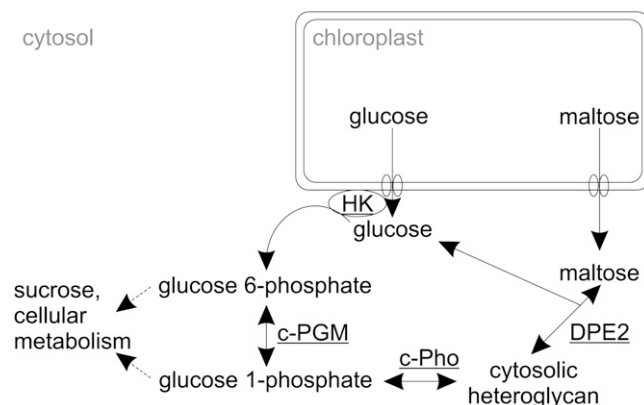 cytosol
chloroplast
glucose
maltose
HK
glucose
maltose
glucose 6-phosphate
sucrose,
cellular
metabolism
c-PGM
DPE2
c-Pho
glucose 1-phosphate
cytosolic
heteroglycan